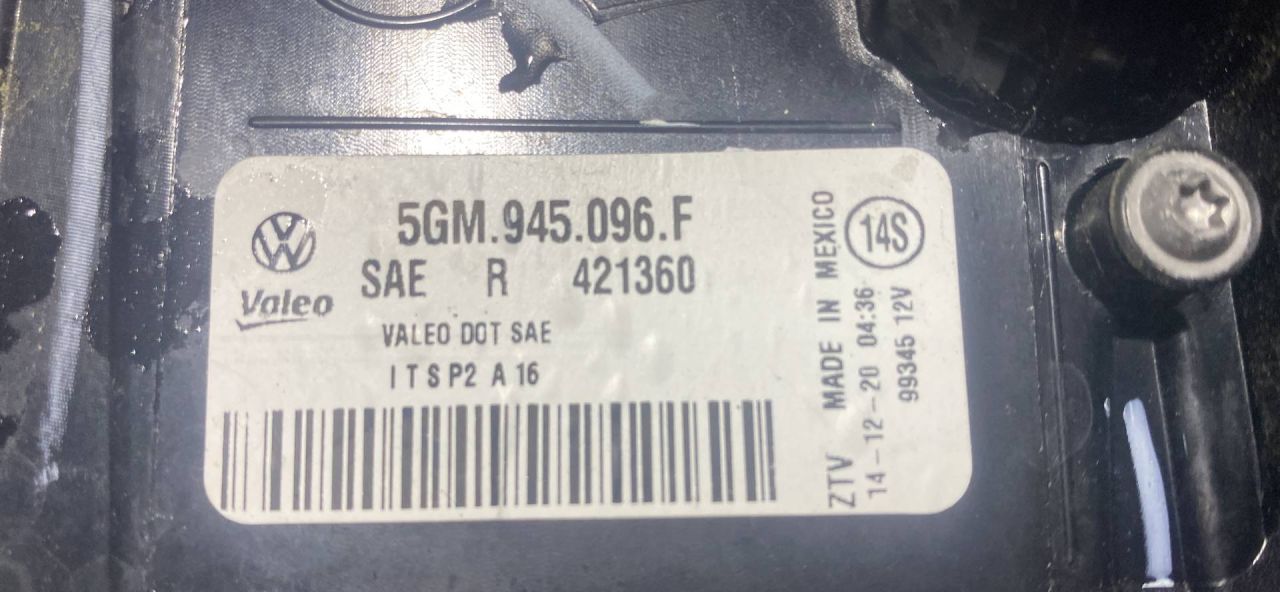 5GM.945.096.F
SAE R 421360
Valeo
VALEO DOT SAE
I T S P2 A 16
ZTV MADE IN MEXICO
14-12-20 04:36
99345 12V
14S